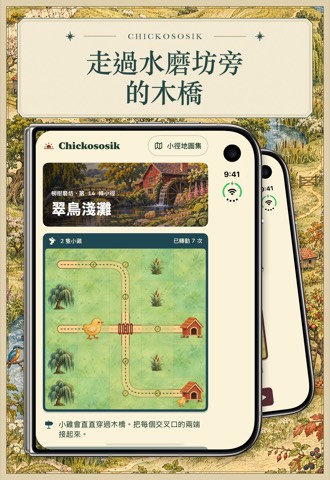 CHICKOSOSIK
走過水磨坊旁
的木橋
Chickososik
小徑地圖集
9:41
9:41
柳樹磨坊·第 14 條小徑
翠鳥淺灘
2 隻小雞
已轉動 7 次
小雞會直直穿過木橋。把每個交叉口的兩端
接起來。